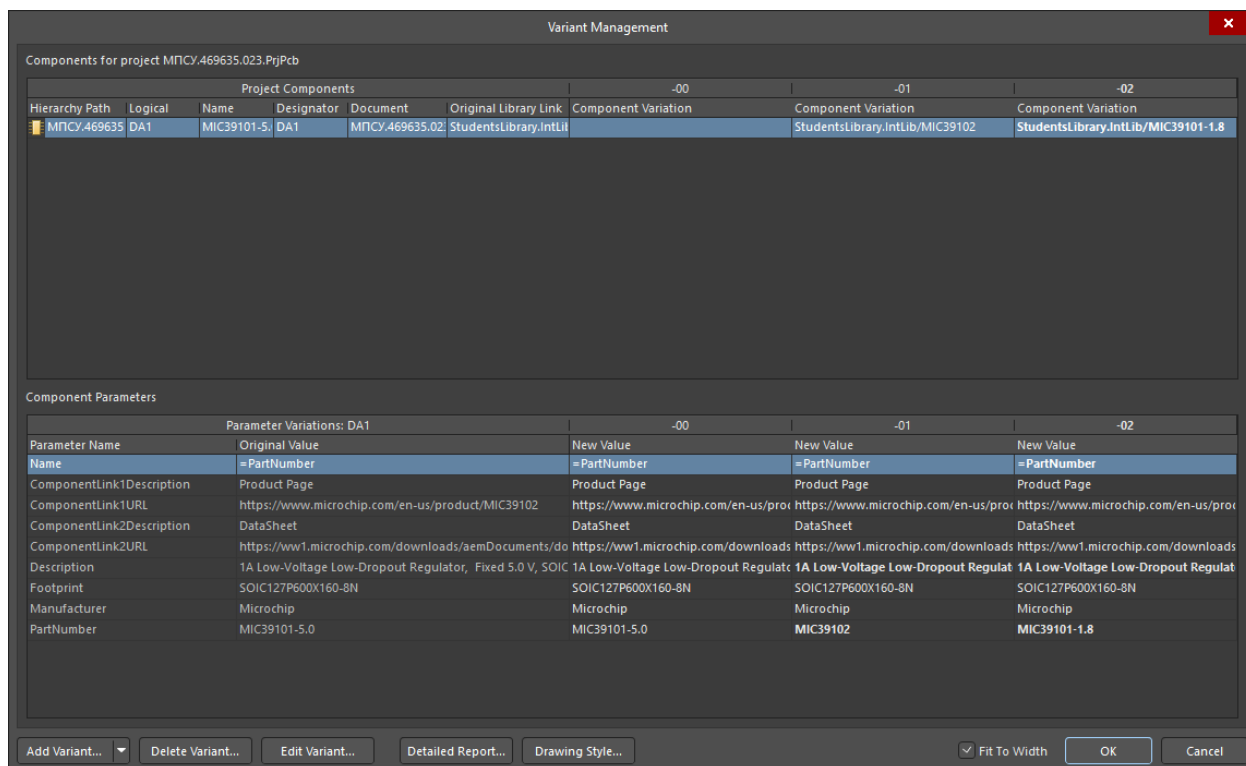 Variant Management
Components for project МПСУ.469635.023.PrjPcb
Project Components -00 -01 -02
Hierarchy Path Logical Name Designator Document Original Library Link Component Variation Component Variation Component Variation
МПСУ.469635 DA1 MIC39101-5. DA1 МПСУ.469635.02 StudentsLibrary.IntLi StudentsLibrary.IntLib/MIC39102 StudentsLibrary.IntLib/MIC39101-1.8
Component Parameters
Parameter Variations: DA1 -00 -01 -02
Parameter Name Original Value New Value New Value New Value
Name =PartNumber =PartNumber =PartNumber =PartNumber
ComponentLink1Description Product Page Product Page Product Page Product Page
ComponentLink1URL https://www.microchip.com/en-us/product/MIC39102 https://www.microchip.com/en-us/pro https://www.microchip.com/en-us/pro https://www.microchip.com/en-us/pro
ComponentLink2Description DataSheet DataSheet DataSheet DataSheet
ComponentLink2URL https://ww1.microchip.com/downloads/aemDocuments/do https://ww1.microchip.com/downloads https://ww1.microchip.com/downloads https://ww1.microchip.com/downloads
Description 1A Low-Voltage Low-Dropout Regulator, Fixed 5.0 V, SOIC 1A Low-Voltage Low-Dropout Regulat 1A Low-Voltage Low-Dropout Regulat 1A Low-Voltage Low-Dropout Regulat
Footprint SOIC127P600X160-8N SOIC127P600X160-8N SOIC127P600X160-8N SOIC127P600X160-8N
Manufacturer Microchip Microchip Microchip Microchip
PartNumber MIC39101-5.0 MIC39101-5.0 MIC39102 MIC39101-1.8
Add Variant... Delete Variant... Edit Variant... Detailed Report... Drawing Style... Fit To Width OK Cancel